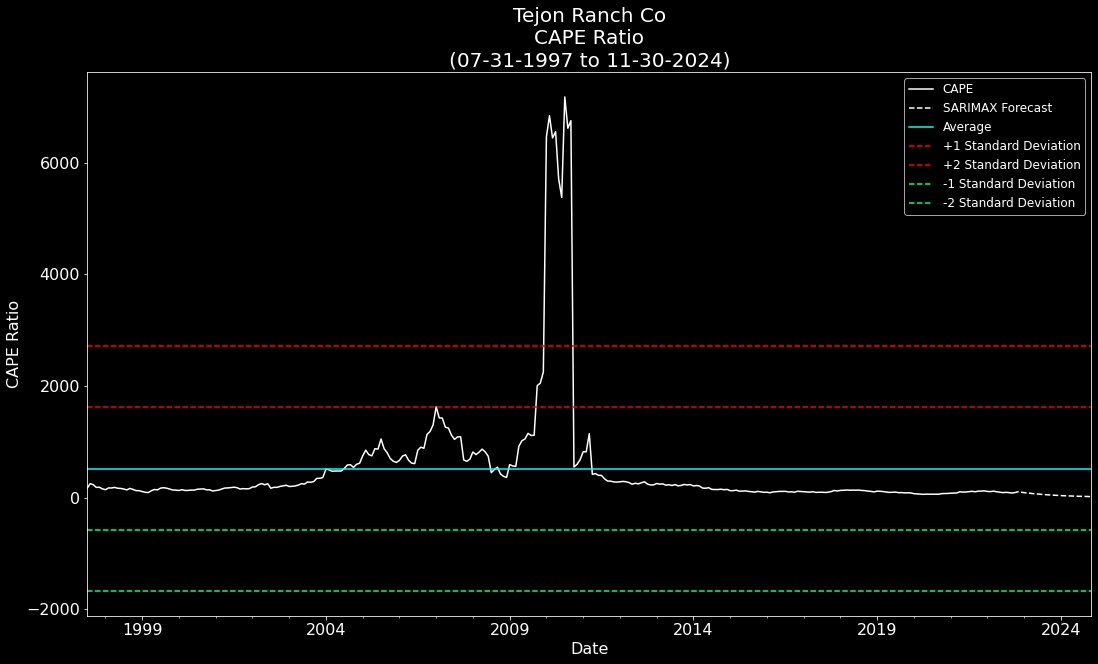 Tejon Ranch Co
CAPE Ratio
(07-31-1997 to 11-30-2024)
CAPE
SARIMAX Forecast
Average
+1 Standard Deviation
+2 Standard Deviation
-1 Standard Deviation
-2 Standard Deviation
CAPE Ratio
6000
4000
2000
0
−2000
1999
2004
2009
2014
2019
2024
Date